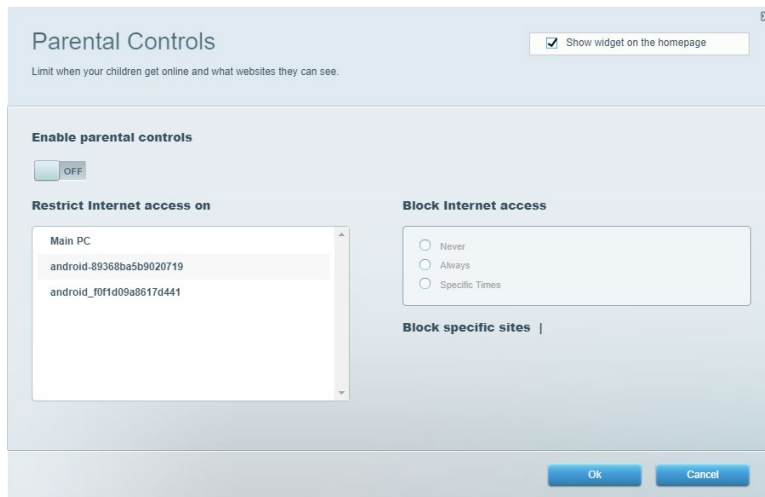 Parental Controls
Show widget on the homepage
Limit when your children get online and what websites they can see.
Enable parental controls
OFF
Restrict Internet access on
Main PC
android-89368ba5b9020719
android_f0f1d09a8617d441
Block Internet access
Never
Always
Specific Times
Block specific sites |
Ok
Cancel